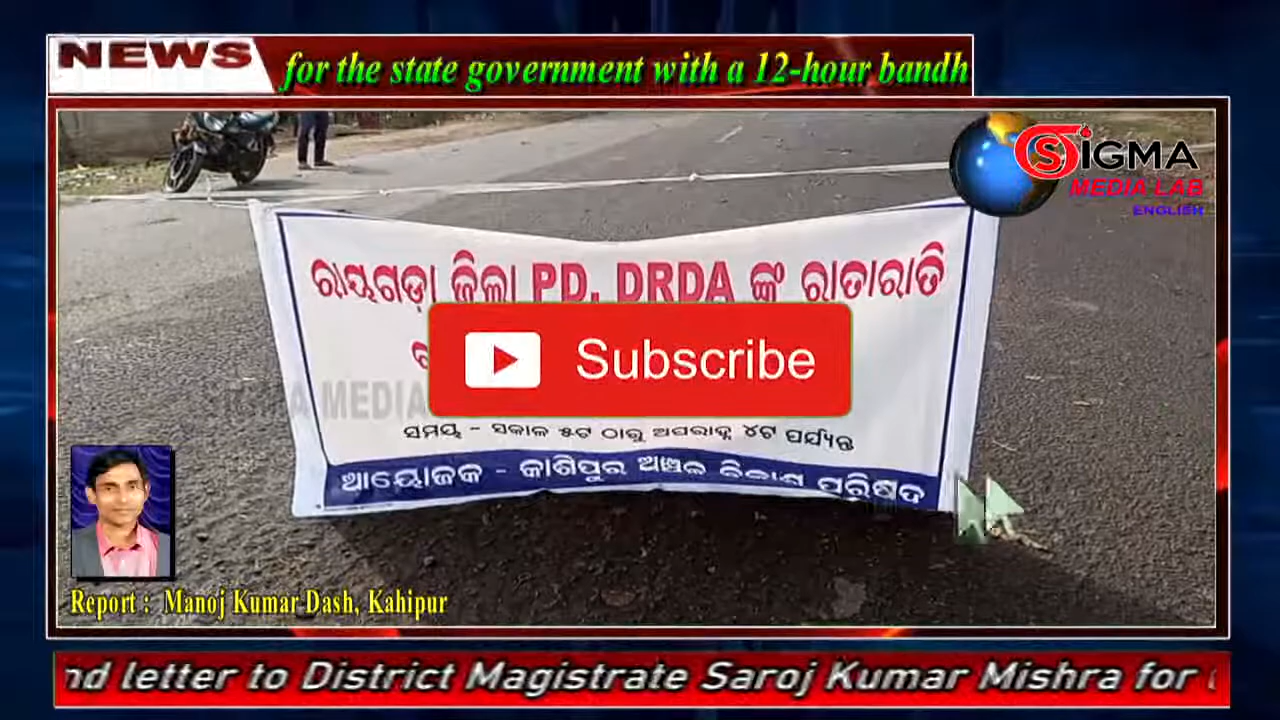 NEWS
for the state government with a 12-hour bandh
SIGMA
MEDIA LAB
ENGLISH
ରାୟଗଡ଼ା ଜିଲା PD, DRDA ଙ୍କ ରାତାରାତି
Subscribe
MEDIA
ସମୟ - ସକାଳ ୫ଟା ଠାରୁ ଅପରାହ୍ନ ୪ଟା ପର୍ଯ୍ୟନ୍ତ
ଆୟୋଜକ - କାଶିପୁର ଅଞ୍ଚଳ ବିକାଶ ପରିଷଦ
Report : Manoj Kumar Dash, Kahipur
letter to District Magistrate Saroj Kumar Mishra for